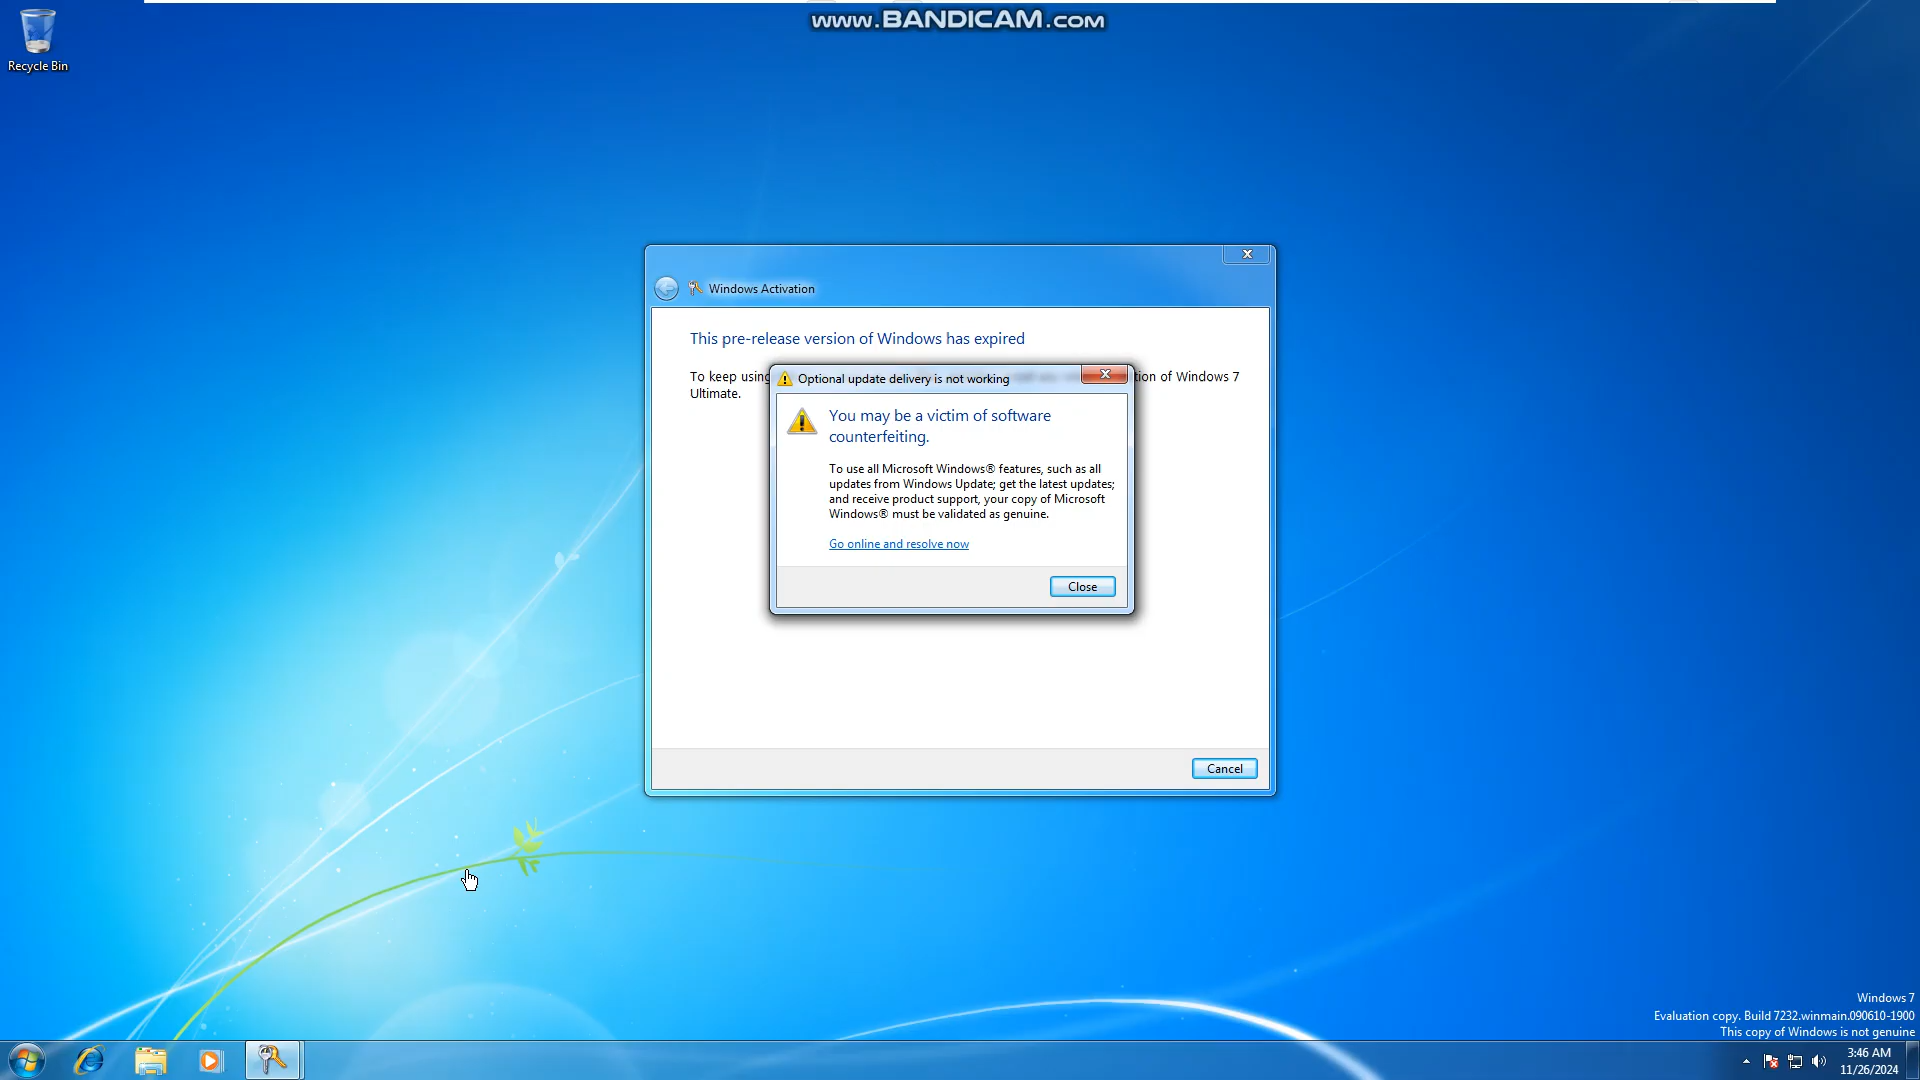 www.BANDICAM.com
Recycle Bin
Windows Activation
This pre-release version of Windows has expired
To keep using
tion of Windows 7
Ultimate.
Optional update delivery is not working
You may be a victim of software
counterfeiting.
To use all Microsoft Windows® features, such as all
updates from Windows Update; get the latest updates;
and receive product support, your copy of Microsoft
Windows® must be validated as genuine.
Go online and resolve now
Close
Cancel
Windows 7
Evaluation copy. Build 7232.winmain.090610-1900
This copy of Windows is not genuine
3:46 AM
11/26/2024